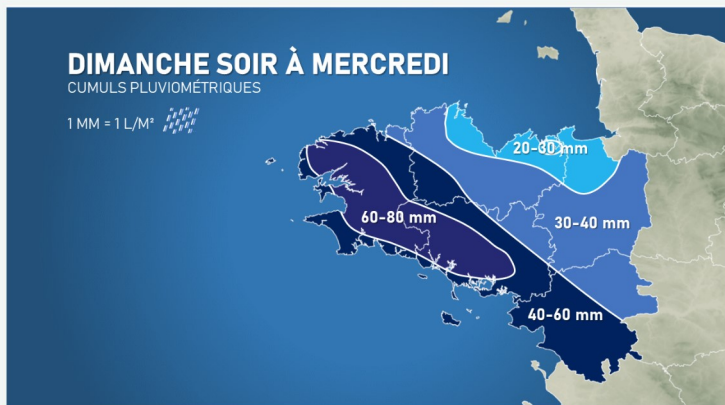 DIMANCHE SOIR À MERCREDI
CUMULS PLUVIOMÉTRIQUES
1 MM = 1 L/M²
20-30 mm
60-80 mm
30-40 mm
40-60 mm